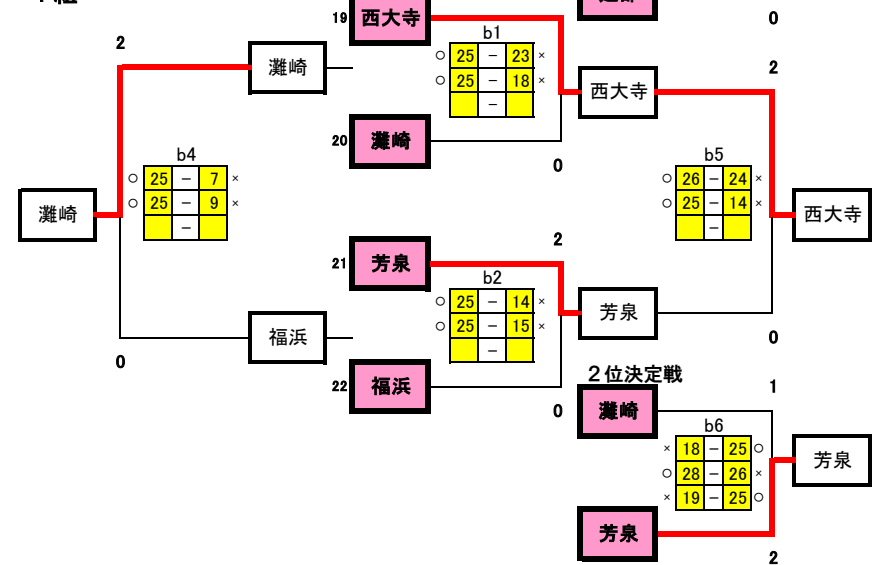 19 西大寺
0
2
灘崎
b1
○ 25 － 23 ×
○ 25 － 18 ×
－
2
西大寺
20 灘崎
0
b4
○ 25 － 7 ×
○ 25 － 9 ×
－
b5
○ 26 － 24 ×
○ 25 － 14 ×
－
灘崎
西大寺
2
21 芳泉
b2
○ 25 － 14 ×
○ 25 － 15 ×
－
芳泉
福浜
0
0
22 福浜
0
２位決定戦
1
灘崎
b6
× 18 － 25 ○
○ 28 － 26 ×
× 19 － 25 ○
芳泉
芳泉
2